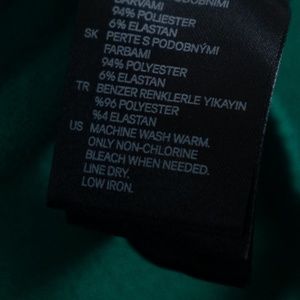 PODOBNÝMI
BARVAMI
94% POLYESTER
6% ELASTAN
SK PERTE S PODOBNÝMI
FARBAMI
94% POLYESTER
6% ELASTAN
TR BENZER RENKLERLE YIKAYIN
%96 POLYESTER
%4 ELASTAN
US MACHINE WASH WARM.
ONLY NON-CHLORINE
BLEACH WHEN NEEDED.
LINE DRY.
LOW IRON.